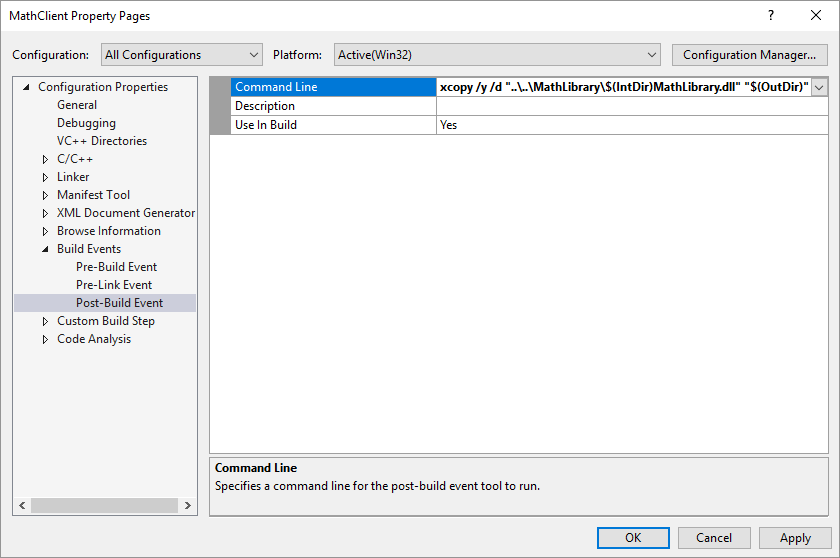 MathClient Property Pages
?
Configuration: All Configurations Platform: Active(Win32) Configuration Manager...
Configuration Properties
General
Debugging
VC++ Directories
C/C++
Linker
Manifest Tool
XML Document Generator
Browse Information
Build Events
Pre-Build Event
Pre-Link Event
Post-Build Event
Custom Build Step
Code Analysis
Command Line xcopy /y /d "..\..\MathLibrary\$(IntDir)MathLibrary.dll" "$(OutDir)"
Description
Use In Build Yes
Command Line
Specifies a command line for the post-build event tool to run.
OK Cancel Apply